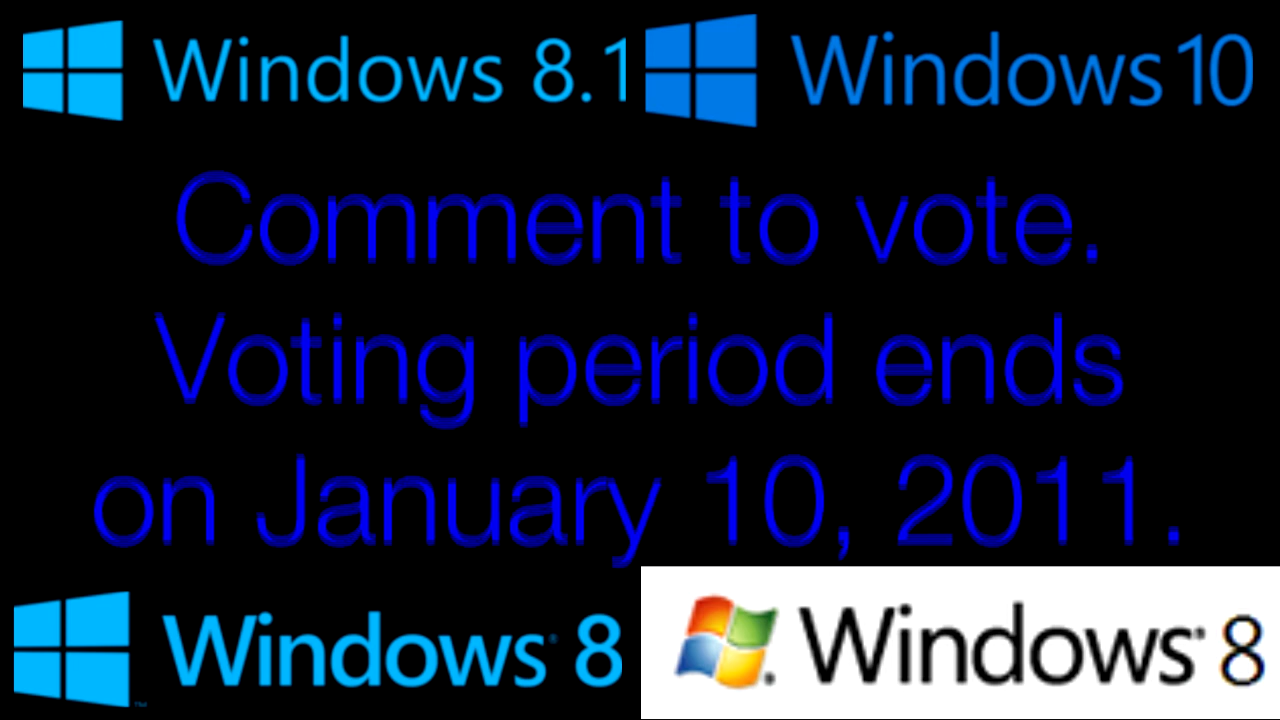 Windows 8.1
Windows 10
Comment to vote.
Voting period ends
on January 10, 2011.
Windows® 8
™
Windows® 8